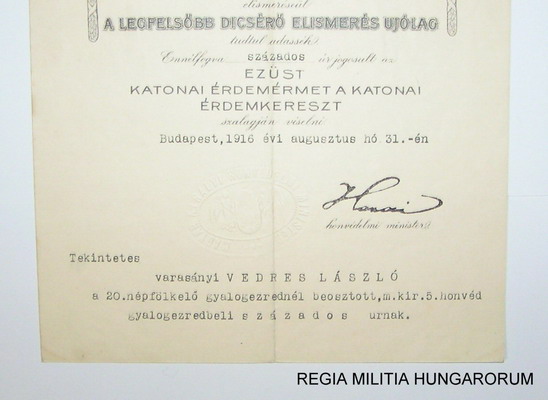 elismeréseül
A LEGFELSŐBB DICSÉRŐ ELISMERÉS UJÓLAG
tudtul adassék.
Ennélfogva százados úr jogosult az
EZÜST
KATONAI ÉRDEMÉRMET A KATONAI
ÉRDEMKERESZT
szalagján viselni
Budapest, 1916 évi augusztus hó 31.-én
honvédelmi miniszter
Tekintetes
varasányi VEDRES LÁSZLÓ
a 20.népfölkelő gyalogezrednél beosztott,m.kir.5.honvéd
gyalogezredbeli százados urnak.
REGIA MILITIA HUNGARORUM